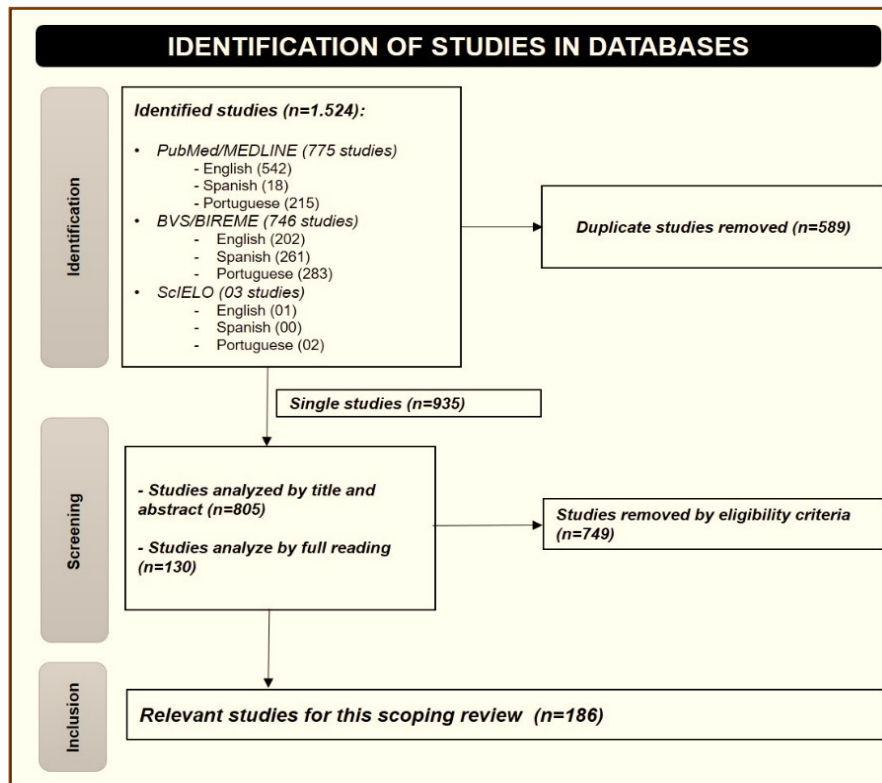 IDENTIFICATION OF STUDIES IN DATABASES
Identification
Identified studies (n=1.524):
• PubMed/MEDLINE (775 studies)
- English (542)
- Spanish (18)
- Portuguese (215)
• BVS/BIREME (746 studies)
- English (202)
- Spanish (261)
- Portuguese (283)
• ScIELO (03 studies)
- English (01)
- Spanish (00)
- Portuguese (02)
Duplicate studies removed (n=589)
Single studies (n=935)
Screening
- Studies analyzed by title and
abstract (n=805)
- Studies analyze by full reading
(n=130)
Studies removed by eligibility criteria
(n=749)
Inclusion
Relevant studies for this scoping review (n=186)